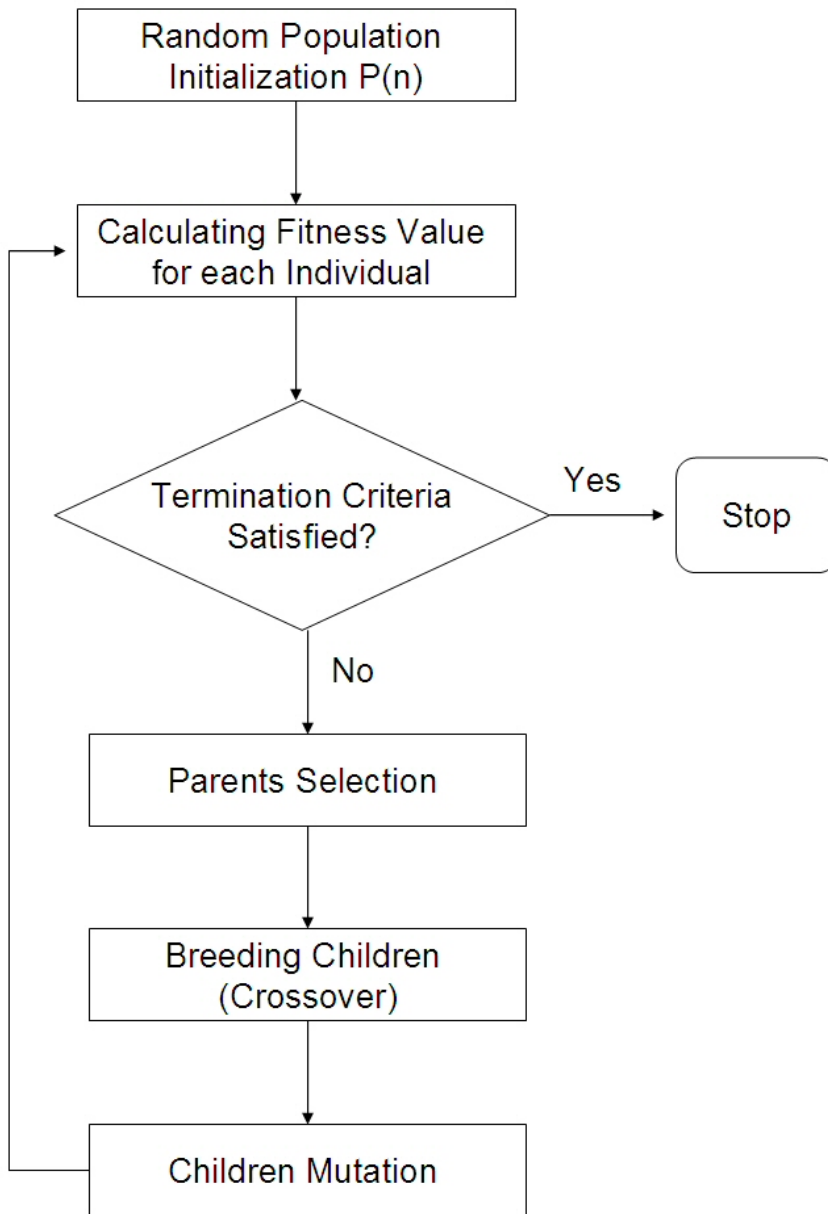 Random Population
Initialization P(n)
Calculating Fitness Value
for each Individual
Termination Criteria
Satisfied?
Yes
Stop
No
Parents Selection
Breeding Children
(Crossover)
Children Mutation